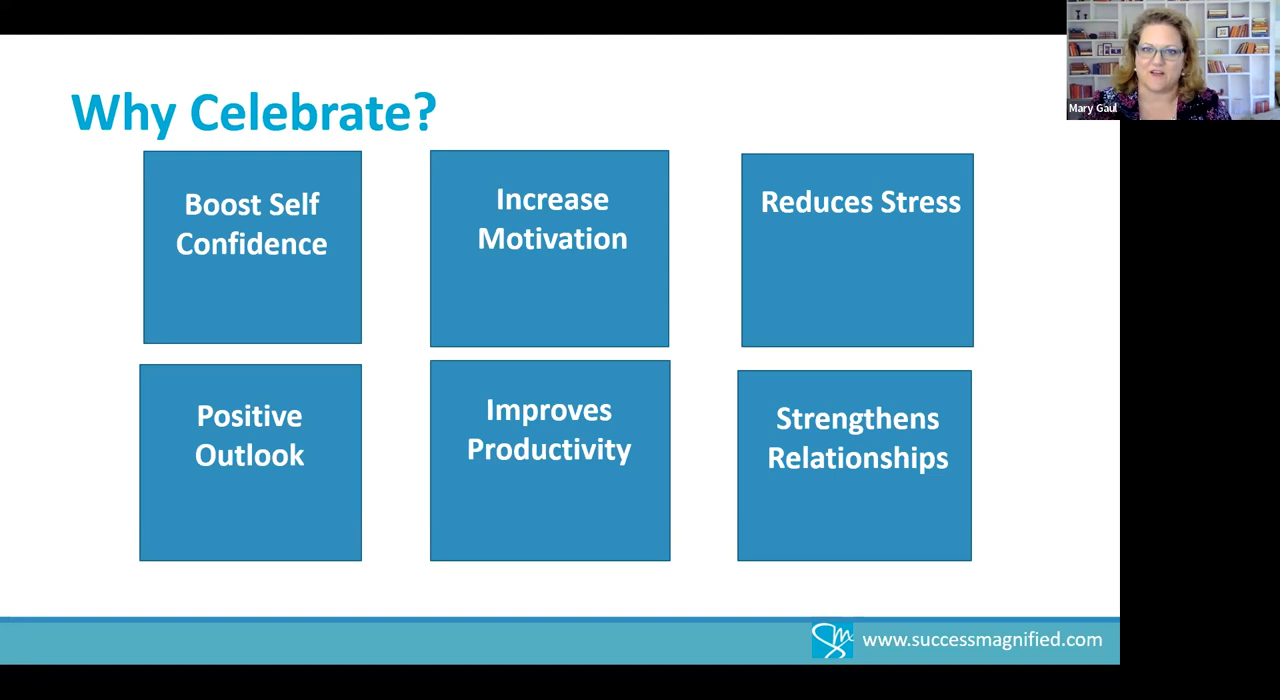 Mary Gaul
Why Celebrate?
Boost Self
Confidence
Increase
Motivation
Reduces Stress
Positive
Outlook
Improves
Productivity
Strengthens
Relationships
SM www.successmagnified.com